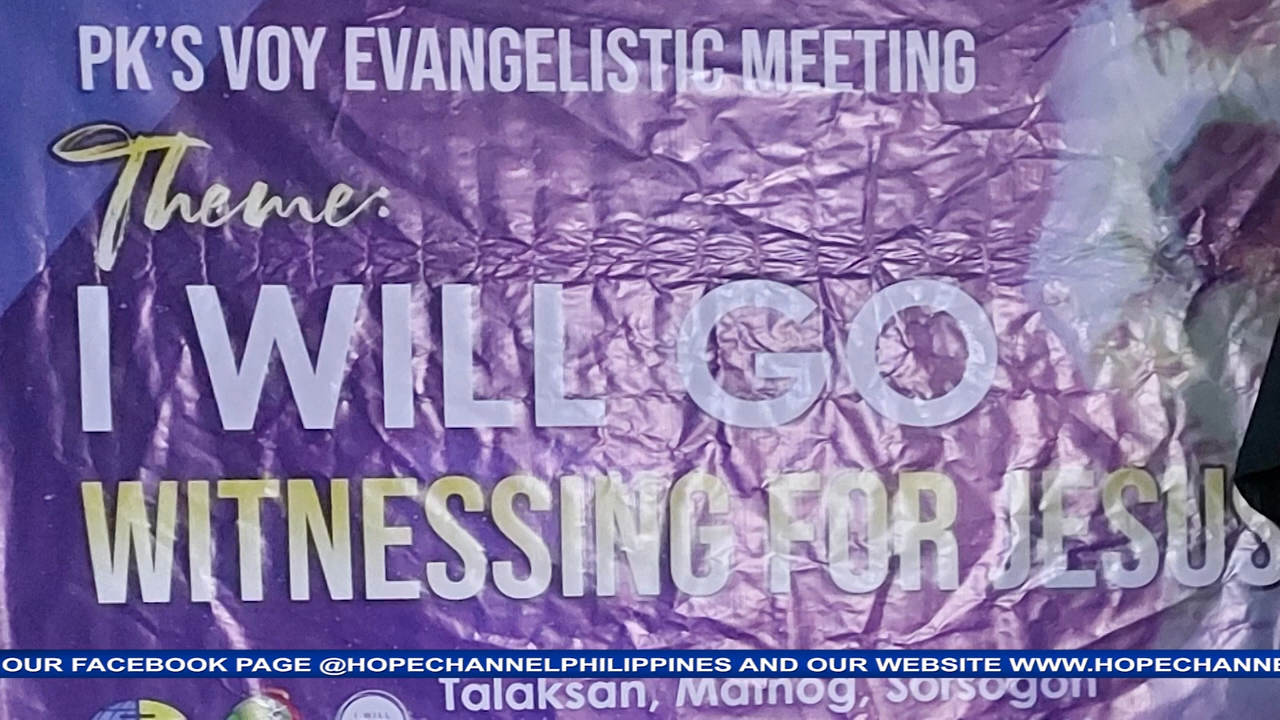 PK'S VOY EVANGELISTIC MEETING
Theme:
I WILL GO
WITNESSING FOR JESUS
OUR FACEBOOK PAGE @HOPECHANNELPHILIPPINES AND OUR WEBSITE WWW.HOPECHANNE
Talaksan, Matnog, Sorsogon
I WILL